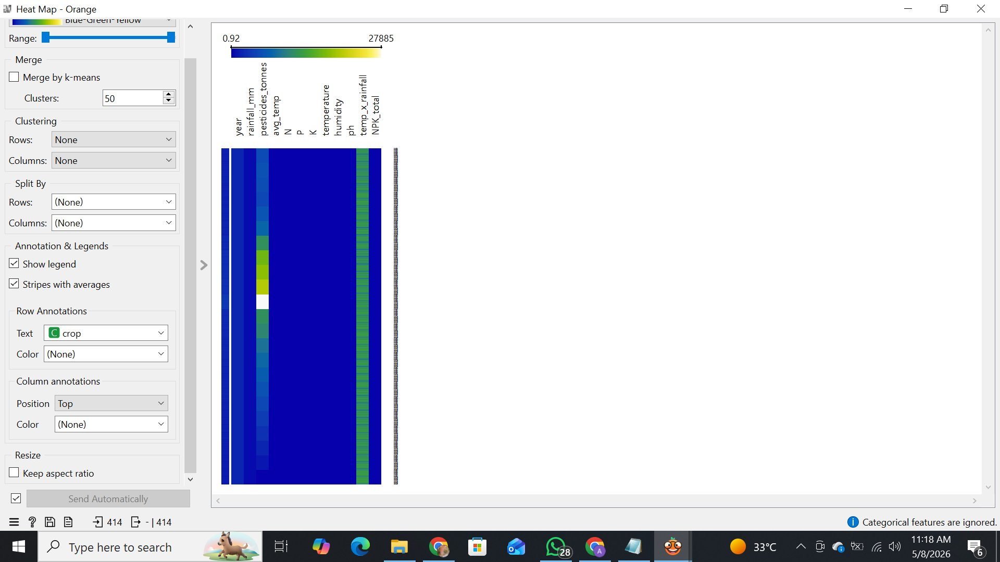 Heat Map - Orange
Blue-Green-Yellow
Range:
Merge
Merge by k-means
Clusters:
50
Clustering
Rows:
None
Columns:
None
Split By
Rows:
(None)
Columns:
(None)
Annotation & Legends
Show legend
Stripes with averages
Row Annotations
Text
C crop
Color
(None)
Column annotations
Position
Top
Color
(None)
Resize
Keep aspect ratio
Send Automatically
414
- | 414
0.92
27885
year
rainfall_mm
pesticides_tonnes
avg_temp
N
P
K
temperature
humidity
ph
temp_x_rainfall
NPK_total
Categorical features are ignored.
Type here to search
28
A
33°C
11:18 AM
5/8/2026
6